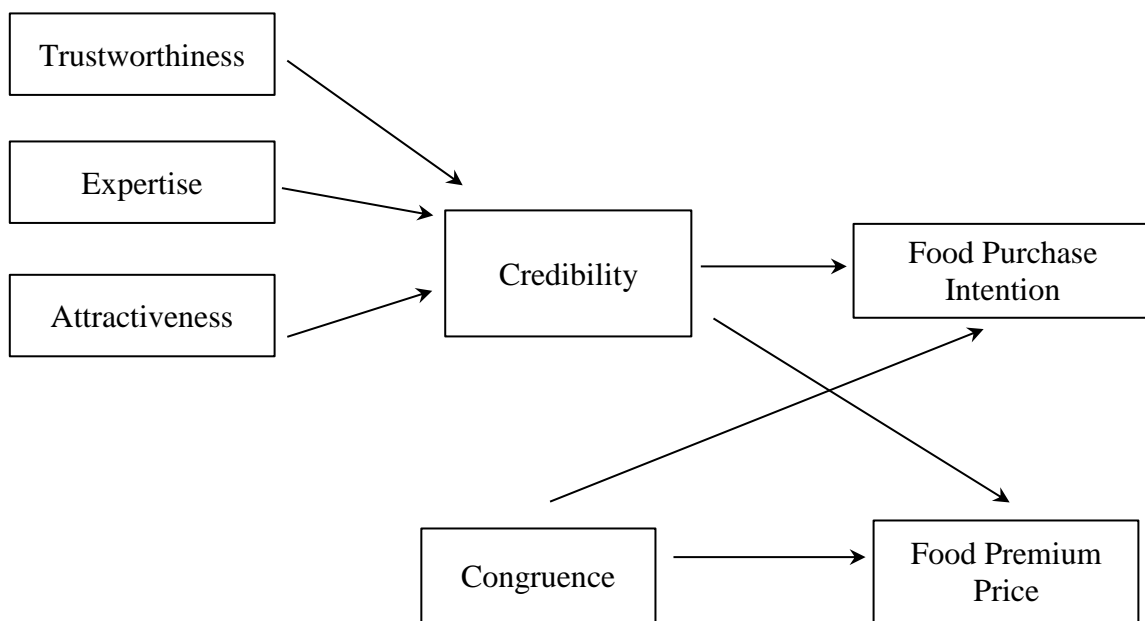 Trustworthiness
Expertise
Attractiveness
Credibility
Food Purchase
Intention
Congruence
Food Premium
Price